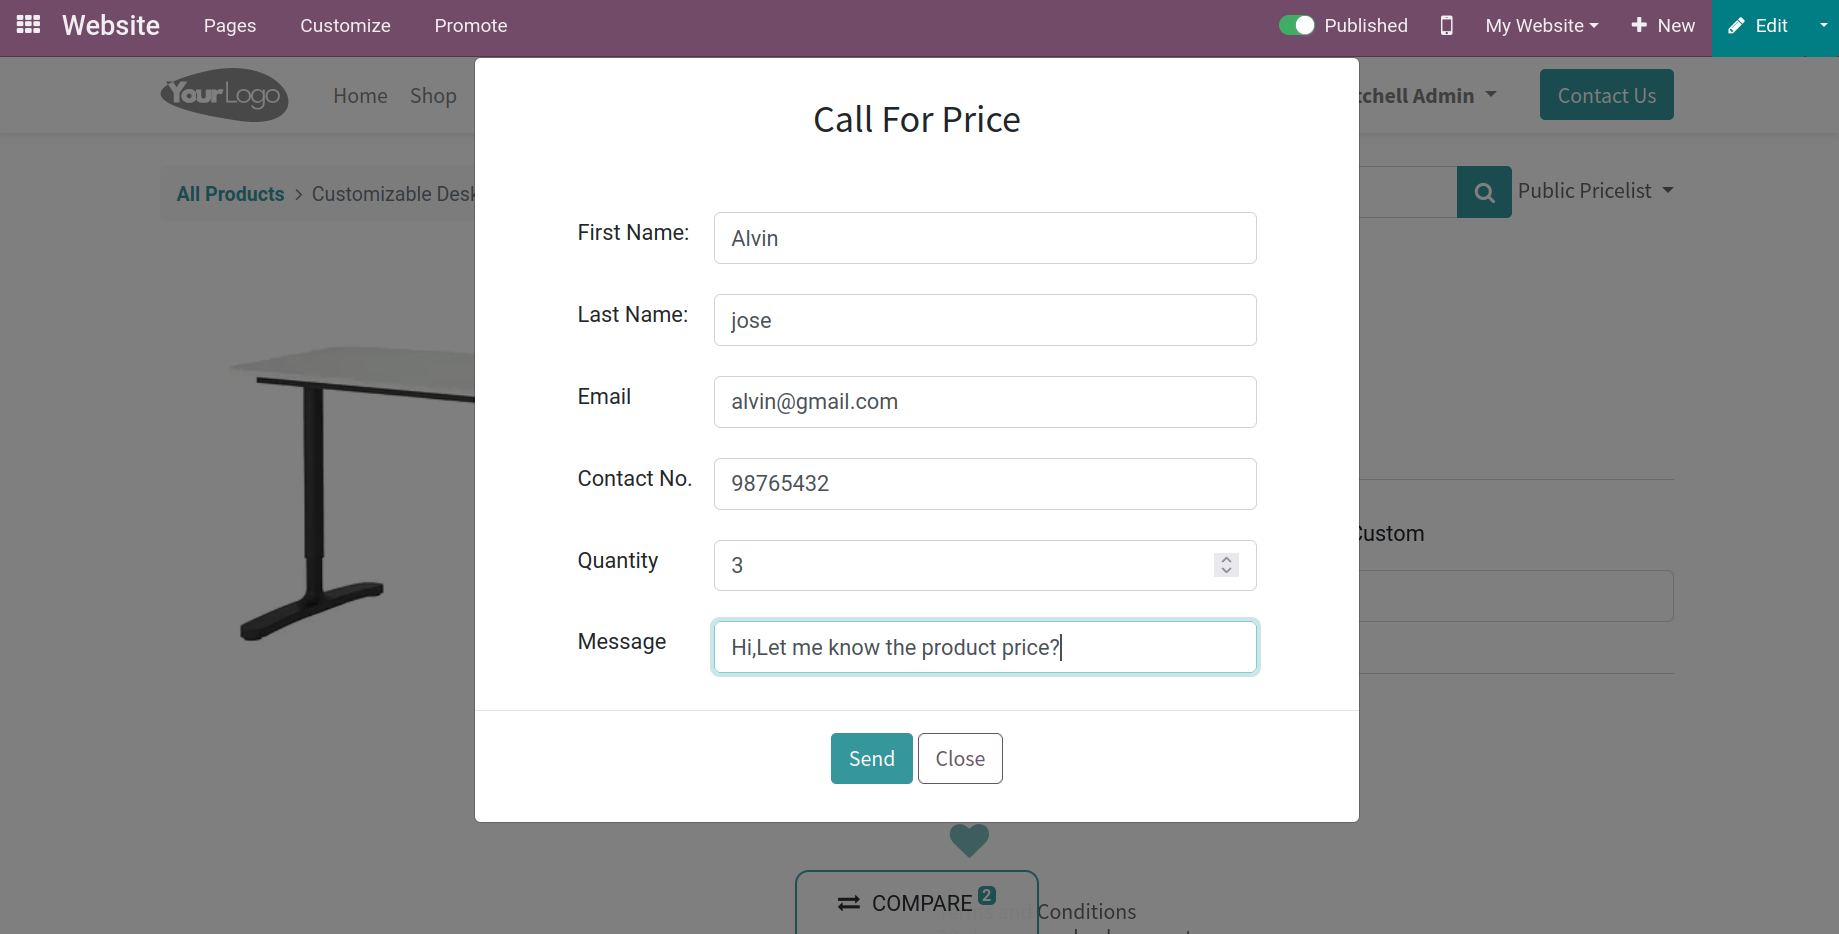 Website Pages Customize Promote Published My Website New Edit
YourLogo Home Shop tchell Admin Contact Us
Call For Price
All Products > Customizable Desk Public Pricelist
First Name: Alvin
Last Name: jose
Email alvin@gmail.com
Contact No. 98765432
Quantity 3
Custom
Message Hi,Let me know the product price?
Send Close
COMPARE 2
and Conditions